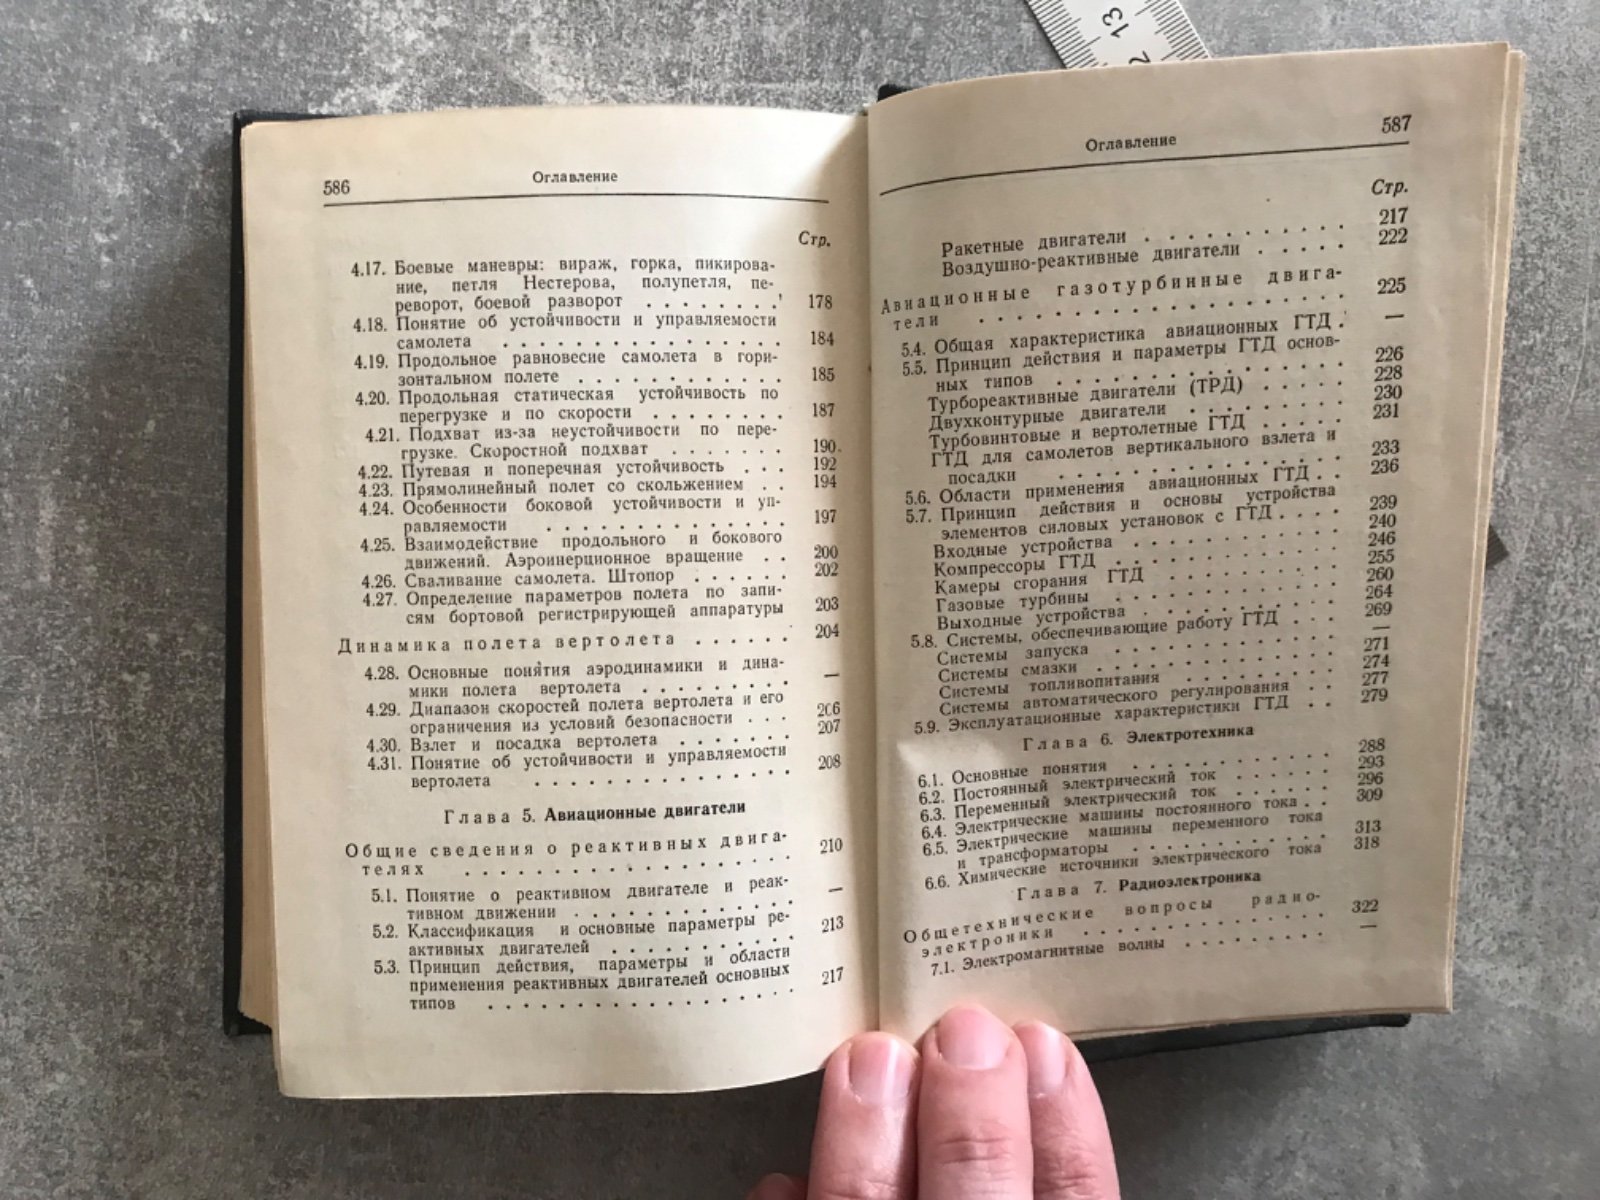 13
2
586
Оглавление
Стр.
4.17. Боевые маневры: вираж, горка, пикирова-
ние, петля Нестерова, полупетля, пе-
реворот, боевой разворот . . . . . . . . 178
4.18. Понятие об устойчивости и управляемости
самолета . . . . . . . . . . . . . . . . 184
4.19. Продольное равновесие самолета в гори-
зонтальном полете . . . . . . . . . . . . 185
4.20. Продольная статическая устойчивость по
перегрузке и по скорости . . . . . . . . 187
4.21. Подхват из-за неустойчивости по пере-
грузке. Скоростной подхват . . . . . . . 190
4.22. Путевая и поперечная устойчивость . . . 192
4.23. Прямолинейный полет со скольжением . . 194
4.24. Особенности боковой устойчивости и уп-
равляемости . . . . . . . . . . . . . . 197
4.25. Взаимодействие продольного и бокового
движений. Аэроинерционное вращение . . 200
4.26. Сваливание самолета. Штопор . . . . . . 202
4.27. Определение параметров полета по запи-
сям бортовой регистрирующей аппаратуры 203
Динамика полета вертолета . . . . . . 204
4.28. Основные понятия аэродинамики и дина-
мики полета вертолета . . . . . . . . . —
4.29. Диапазон скоростей полета вертолета и его
ограничения из условий безопасности . . . 206
4.30. Взлет и посадка вертолета . . . . . . . 207
4.31. Понятие об устойчивости и управляемости
вертолета . . . . . . . . . . . . . . 208
Глава 5. Авиационные двигатели
Общие сведения о реактивных двига-
телях . . . . . . . . . . . . . . . . . 210
5.1. Понятие о реактивном двигателе и реак-
тивном движении . . . . . . . . . . . . —
5.2. Классификация и основные параметры ре-
активных двигателей . . . . . . . . . . 213
5.3. Принцип действия, параметры и области
применения реактивных двигателей основных
типов . . . . . . . . . . . . . . . . . 217
Оглавление
587
Стр.
Ракетные двигатели . . . . . . . . . . . 217
Воздушно-реактивные двигатели . . . . . 222
Авиационные газотурбинные двига-
тели . . . . . . . . . . . . . . . . . 225
5.4. Общая характеристика авиационных ГТД . —
5.5. Принцип действия и параметры ГТД основ-
ных типов . . . . . . . . . . . . . . . 226
Турбореактивные двигатели (ТРД) . . . . . 228
Двухконтурные двигатели . . . . . . . . . 230
Турбовинтовые и вертолетные ГТД . . . . . 231
ГТД для самолетов вертикального взлета и
посадки . . . . . . . . . . . . . . . . 233
5.6. Области применения авиационных ГТД . . 236
5.7. Принцип действия и основы устройства
элементов силовых установок с ГТД . . . . 239
Входные устройства . . . . . . . . . . . 240
Компрессоры ГТД . . . . . . . . . . . . 246
Камеры сгорания ГТД . . . . . . . . . . 255
Газовые турбины . . . . . . . . . . . . 260
Выходные устройства . . . . . . . . . . 264
5.8. Системы, обеспечивающие работу ГТД . . . 269
Системы запуска . . . . . . . . . . . . —
Системы смазки . . . . . . . . . . . . . 271
Системы топливопитания . . . . . . . . . 274
Системы автоматического регулирования . . 277
5.9. Эксплуатационные характеристики ГТД . . 279
Глава 6. Электротехника
6.1. Основные понятия . . . . . . . . . . . 288
6.2. Постоянный электрический ток . . . . . . 293
6.3. Переменный электрический ток . . . . . . 296
6.4. Электрические машины постоянного тока . . 309
6.5. Электрические машины переменного тока
и трансформаторы . . . . . . . . . . . 313
6.6. Химические источники электрического тока 318
Глава 7. Радиоэлектроника
Общетехнические вопросы радио-
электроники . . . . . . . . . . . . . . 322
7.1. Электромагнитные волны . . . . . . . . . —